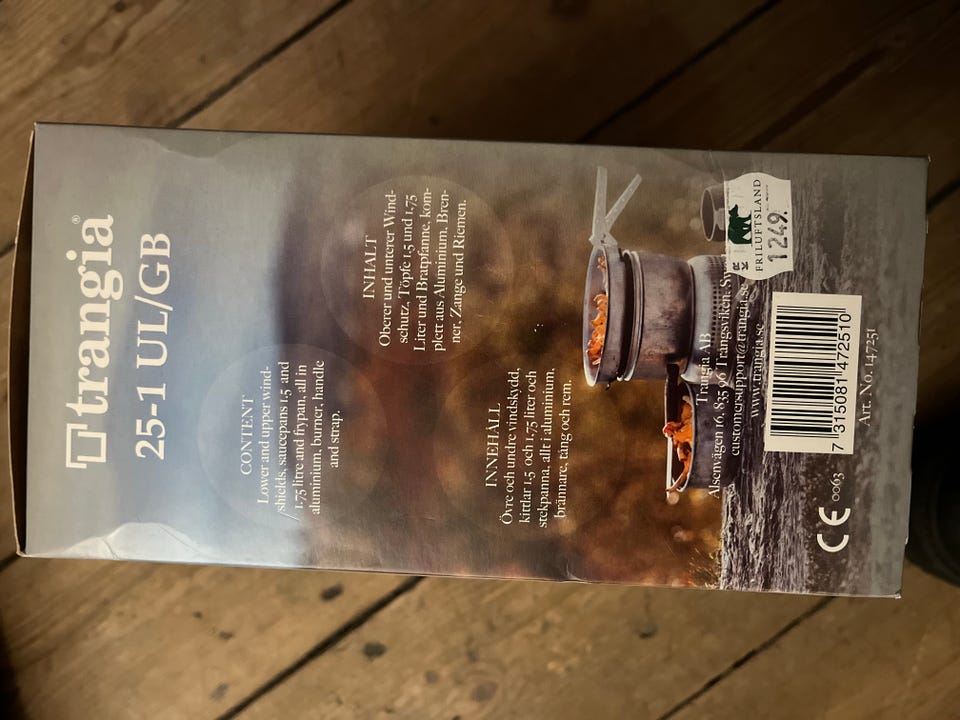 trangia®
25-1 UL/GB
CONTENT
Lower and upper wind-
shields, saucepans 1.5 and
1.75 litre and frypan, all in
aluminium, burner, handle
and strap.
INHALT
Oberer und unterer Wind-
schutz, Töpfe 1,5 und 1,75
Liter und Bratpfanne, kom-
plett aus Aluminium, Bren-
ner, Zange und Riemen.
INNEHÅLL
Övre och undre vindskydd,
kittlar 1,5 och 1,75 liter och
stekpanna, allt i aluminium,
brännare, tång och rem.
FRILUFTSLAND
1249.
Trangia AB
Alsenvägen 16, 835 96 Trångsviken,
customersupport@trangia.se
www.trangia.se
7 315081 472510
CE 0063
Art. No. 147251